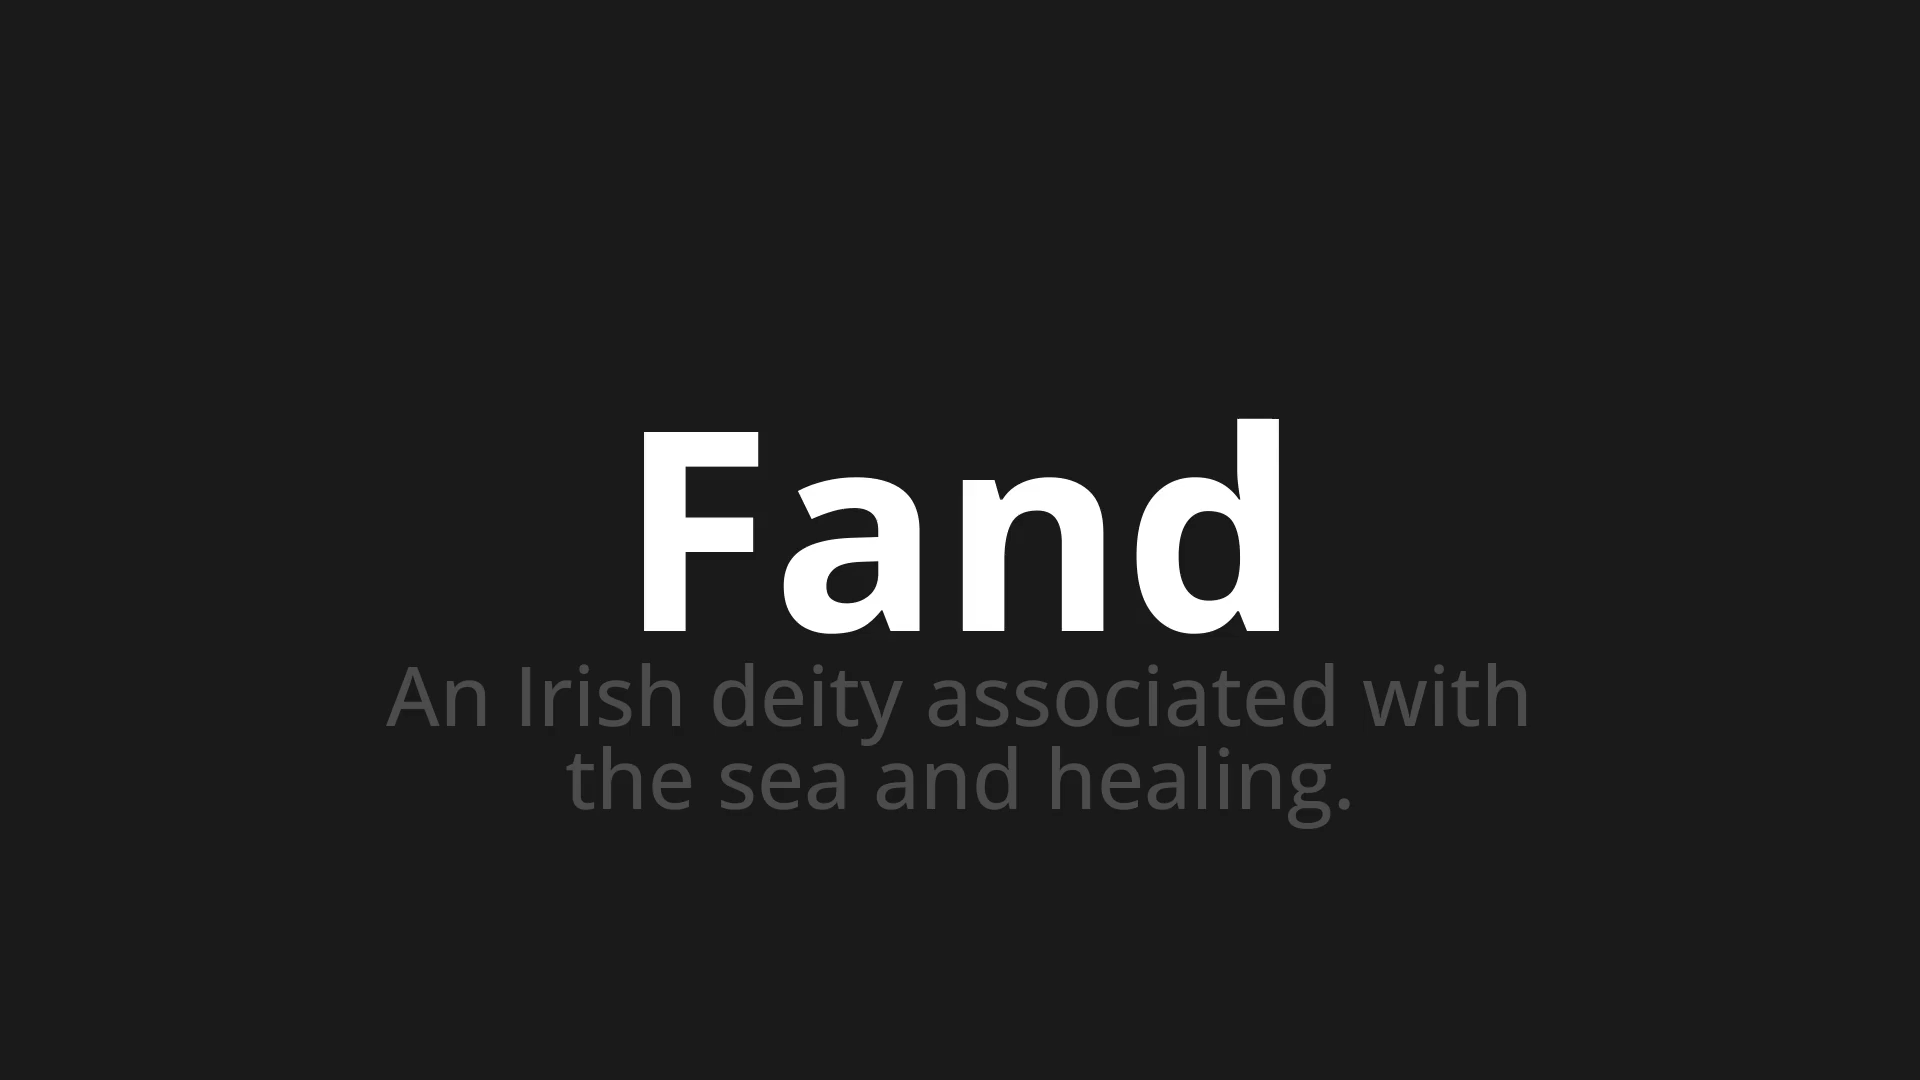 Fand
An Irish deity associated with
the sea and healing.